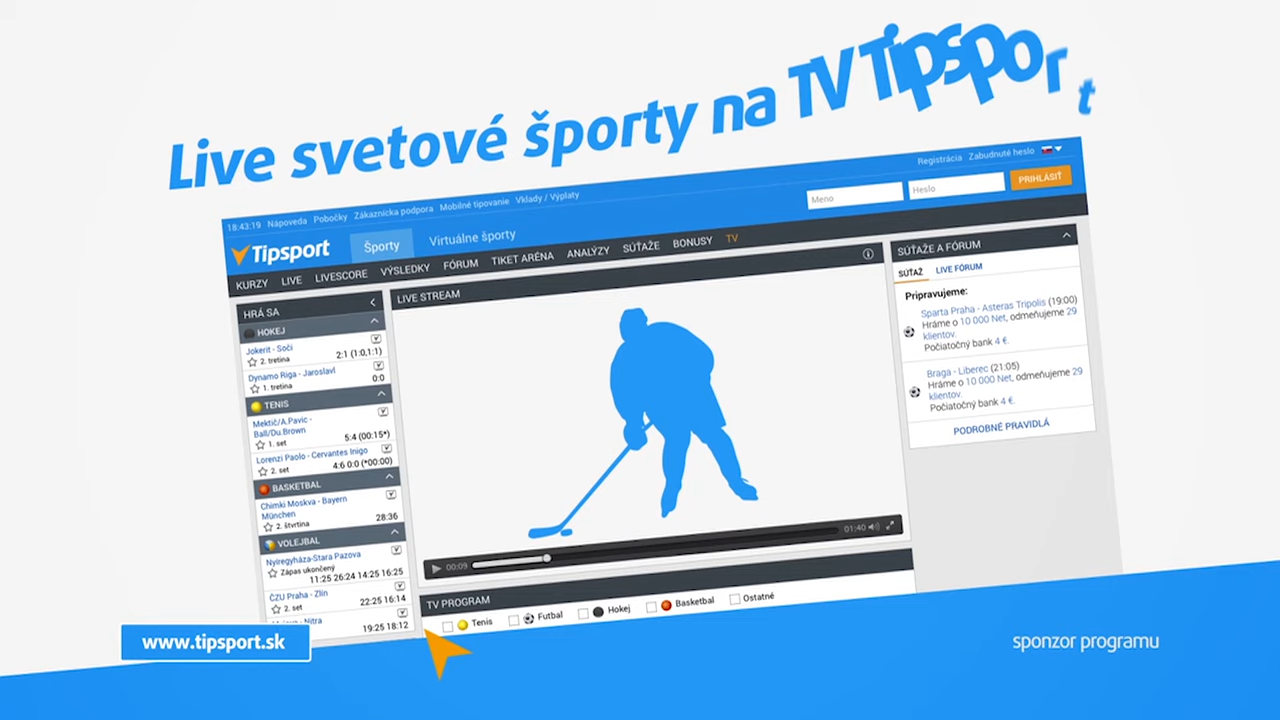 Live svetové športy na TV Tipsport
Registrácia Zabudnuté heslo
18:43:19 Nápoveda Pobočky Zákaznicka podpora Mobilné tipovanie Vklady / Výplaty
Meno Heslo PRIHLÁSIŤ
Tipsport Športy Virtuálne športy
KURZY LIVE LIVESCORE VÝSLEDKY FÓRUM TIKET ARÉNA ANALÝZY SÚŤAŽE BONUSY TV
HRÁ SA
HOKEJ
Jokerit - Soči
2. tretina 2:1 (1:0,1:1)
Dynamo Riga - Jaroslavl
1. tretina 0:0
TENIS
Mektič/A.Pavic -
Ball/Du.Brown
1. set 5:4 (00:15*)
Lorenzi Paolo - Cervantes Inigo
2. set 4:6 0:0 (*00:00)
BASKETBAL
Chimki Moskva - Bayern
München
2. štvrtina 28:36
VOLEJBAL
Nyiregyháza-Stara Pazova
Zápas ukončený
11:25 26:24 14:25 16:25
ČZU Praha - Zlín
2. set 22:25 16:14
Nitra
19:25 18:12
LIVE STREAM
00:09 01:40
TV PROGRAM
Tenis Futbal Hokej Basketbal Ostatné
SÚŤAŽE A FÓRUM
SÚŤAŽ LIVE FÓRUM
Pripravujeme:
Sparta Praha - Asteras Tripolis (19:00)
Hráme o 10 000 Net, odmeňujeme 29
klientov.
Počiatočný bank 4 €.
Braga - Liberec (21:05)
Hráme o 10 000 Net, odmeňujeme 29
klientov.
Počiatočný bank 4 €.
PODROBNÉ PRAVIDLÁ
www.tipsport.sk
sponzor programu